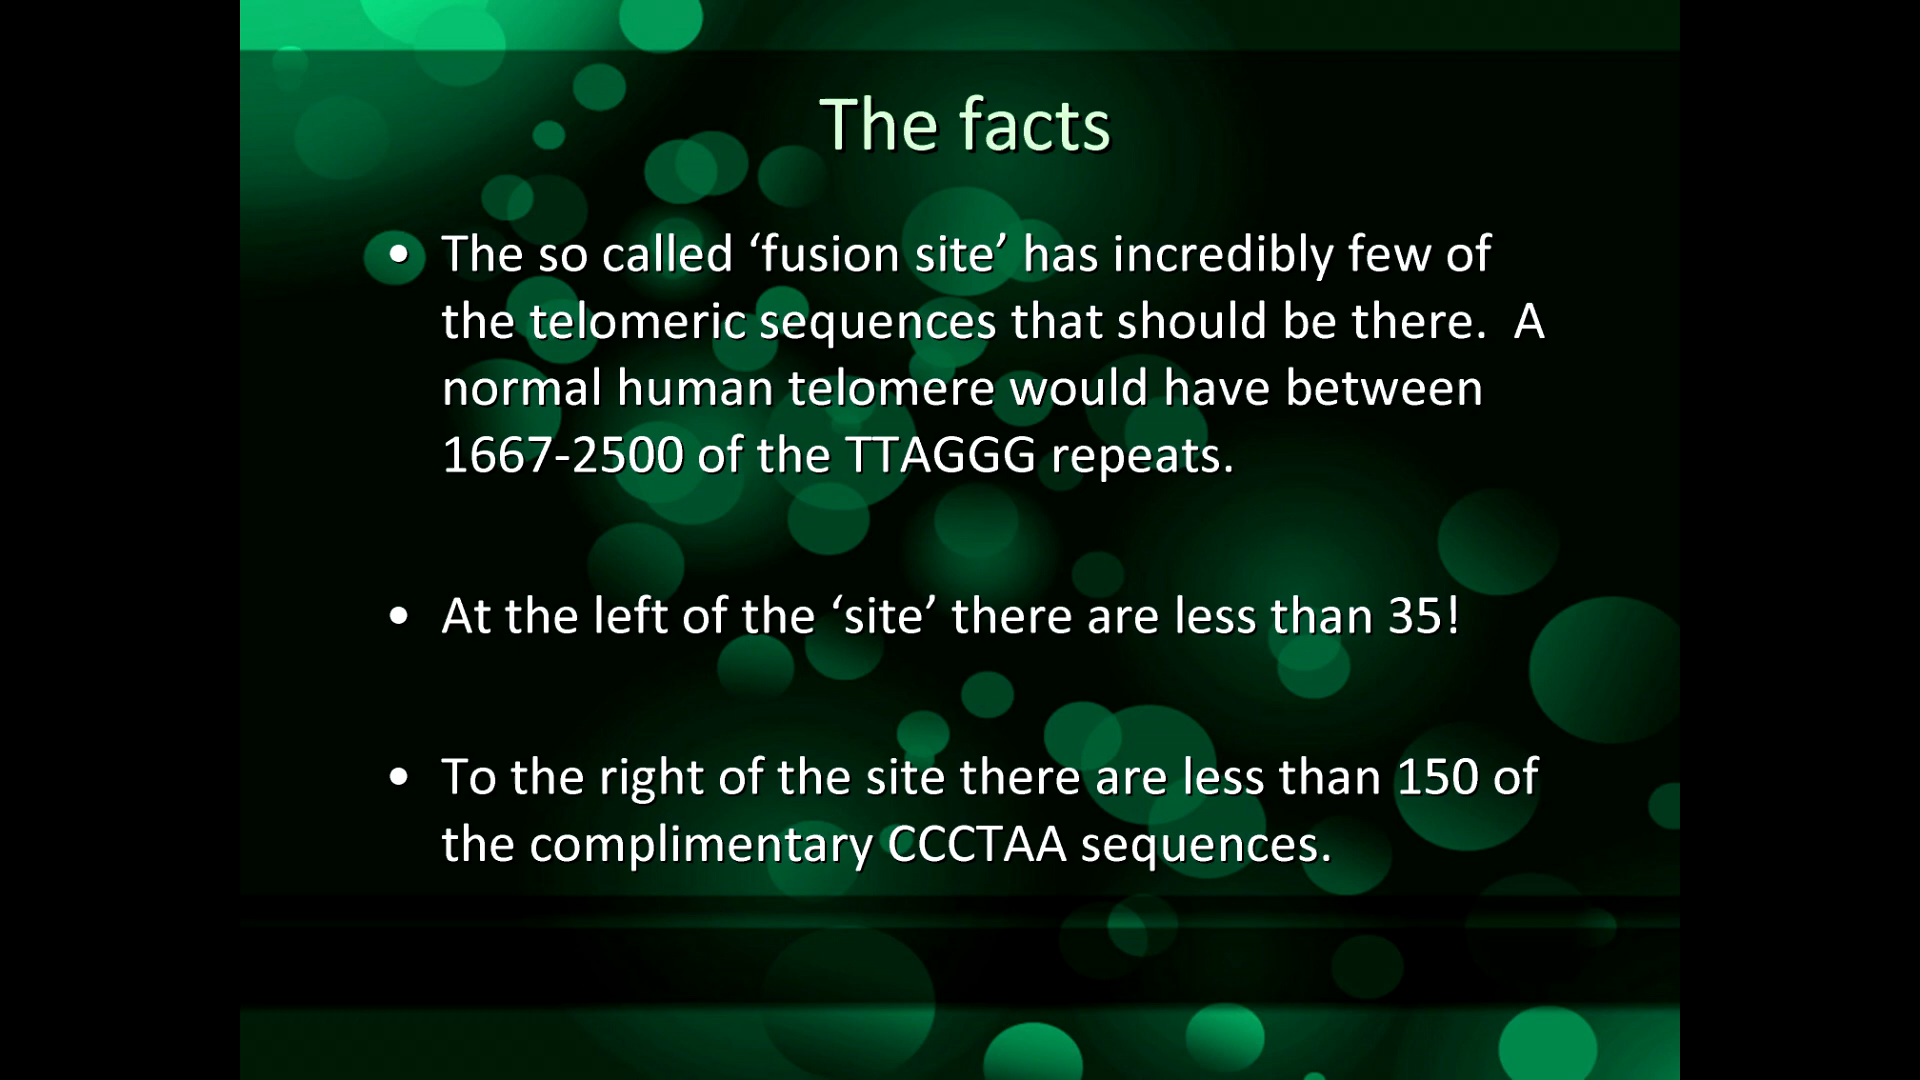 The facts
• The so called ‘fusion site’ has incredibly few of
the telomeric sequences that should be there.  A
normal human telomere would have between
1667-2500 of the TTAGGG repeats.
• At the left of the ‘site’ there are less than 35!
• To the right of the site there are less than 150 of
the complimentary CCCTAA sequences.